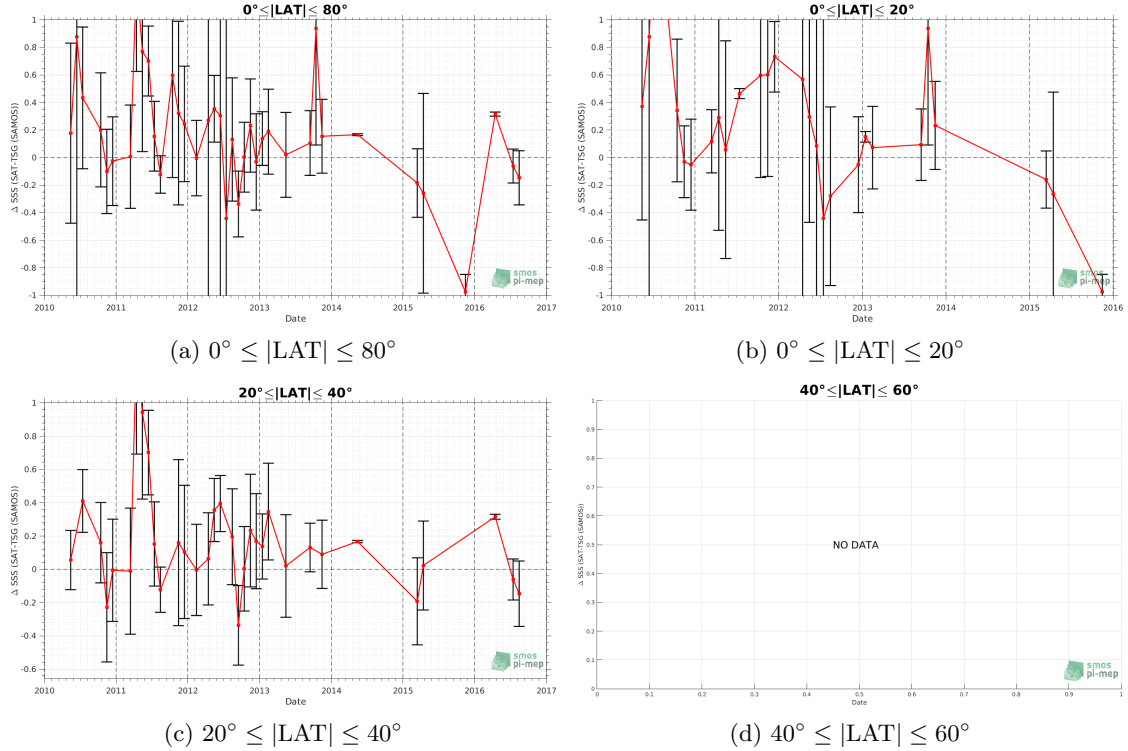 0°≤|LAT|≤ 80°
Δ SSS (SAT-TSG (SAMOS))
1
0.8
0.6
0.4
0.2
0
-0.2
-0.4
-0.6
-0.8
-1
2010 2011 2012 2013 2014 2015 2016 2017
Date
smos
pi-mep
(a) 0° ≤ |LAT| ≤ 80°
0°≤|LAT|≤ 20°
Δ SSS (SAT-TSG (SAMOS))
1
0.8
0.6
0.4
0.2
0
-0.2
-0.4
-0.6
-0.8
-1
2010 2011 2012 2013 2014 2015 2016
Date
smos
pi-mep
(b) 0° ≤ |LAT| ≤ 20°
20°≤|LAT|≤ 40°
Δ SSS (SAT-TSG (SAMOS))
1
0.8
0.6
0.4
0.2
0
-0.2
-0.4
-0.6
2010 2011 2012 2013 2014 2015 2016 2017
Date
smos
pi-mep
(c) 20° ≤ |LAT| ≤ 40°
40°≤|LAT|≤ 60°
Δ SSS (SAT-TSG (SAMOS))
1
0.9
0.8
0.7
0.6
0.5
0.4
0.3
0.2
0.1
0
NO DATA
0 0.1 0.2 0.3 0.4 0.5 0.6 0.7 0.8 0.9 1
Date
smos
pi-mep
(d) 40° ≤ |LAT| ≤ 60°